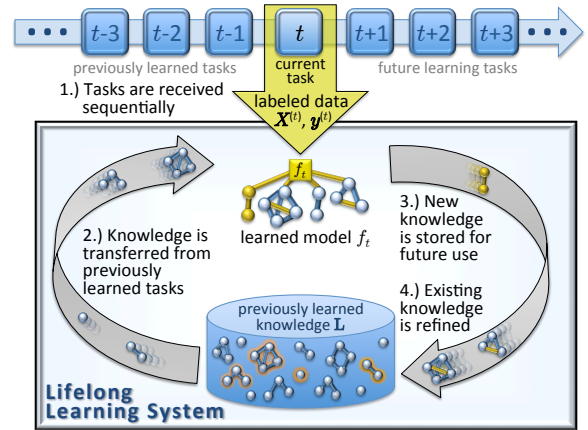 t-3 t-2 t-1 t t+1 t+2 t+3
previously learned tasks
current
task
future learning tasks
1.) Tasks are received
sequentially
labeled data
X(t), y(t)
ft
learned model ft
2.) Knowledge is
transferred from
previously
learned tasks
3.) New
knowledge
is stored for
future use
4.) Existing
knowledge
is refined
previously learned
knowledge L
Lifelong
Learning System